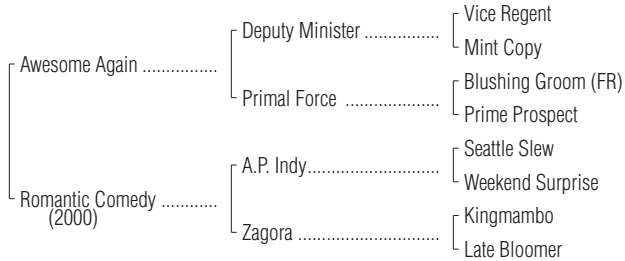 Vice Regent
Deputy Minister .................
Mint Copy
Awesome Again ................
Blushing Groom (FR)
Primal Force .....................
Prime Prospect
Seattle Slew
A.P. Indy..............................
Weekend Surprise
Romantic Comedy ............
(2000)
Kingmambo
Zagora ................................
Late Bloomer